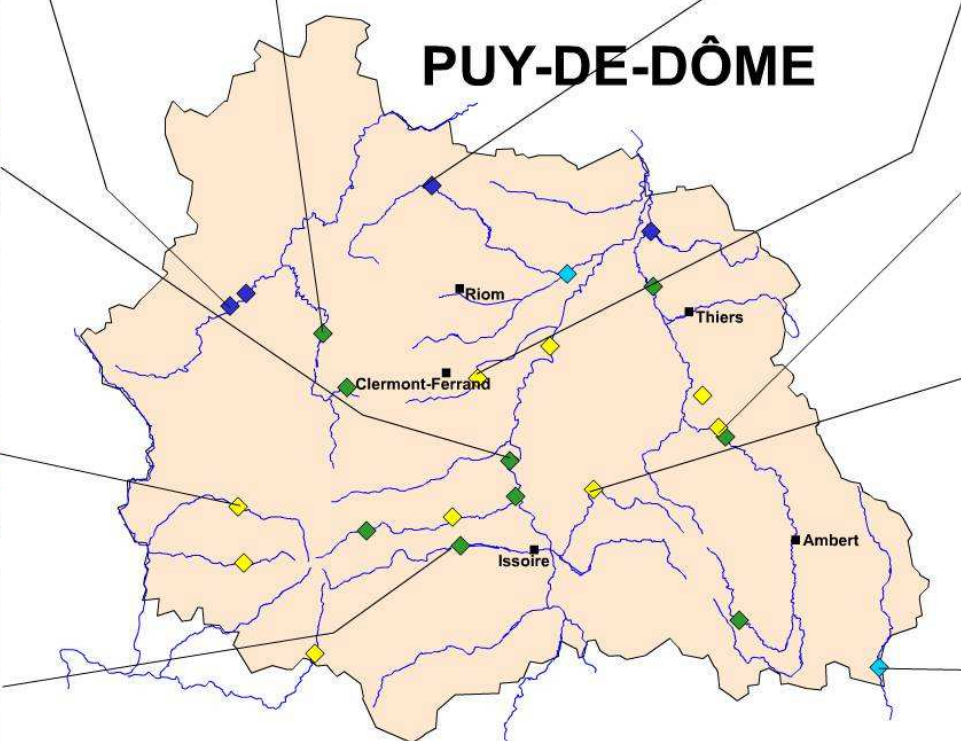 PUY-DE-DÔME
Riom
Thiers
Clermont-Ferrand
Ambert
Issoire